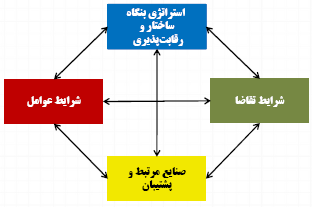 استراتژی بنگاه
ساختار و
رقابت‌پذیری
شرایط تقاضا
شرایط عوامل
صنایع مرتبط و
پشتیبان